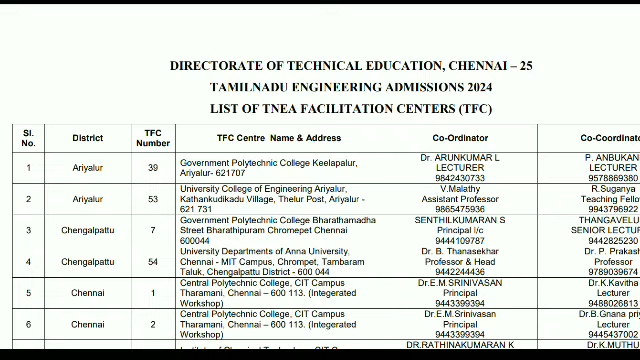 DIRECTORATE OF TECHNICAL EDUCATION, CHENNAI – 25
TAMILNADU ENGINEERING ADMISSIONS 2024
LIST OF TNEA FACILITATION CENTERS (TFC)
Sl. No. District TFC Number TFC Centre Name & Address Co-Ordinator Co-Coordinato
1 Ariyalur 39 Government Polytechnic College Keelapalur, Ariyalur- 621707 Dr. ARUNKUMAR L LECTURER 9842430733 P. ANBUKAN LECTURER 9578869380
2 Ariyalur 53 University College of Engineering Ariyalur, Kathankudikadu Village, Thelur Post, Ariyalur - 621 731 V.Malathy Assistant Professor 9865475936 R.Suganya Teaching Fello 9943796922
3 Chengalpattu 7 Government Polytechnic College Bharathamadha Street Bharathipuram Chromepet Chennai 600044 SENTHILKUMARAN S Principal I/c 9444109787 THANGAVELU SENIOR LECTUR 9442825230
4 Chengalpattu 54 University Departments of Anna University, Chennai - MIT Campus, Chrompet, Tambaram Taluk, Chengalpattu District - 600 044 Dr. B. Thanasekhar Professor & Head 9442244436 Dr. P. Prakash Professor 9789039674
5 Chennai 1 Central Polytechnic College, CIT Campus Tharamani, Chennai – 600 113. (Integerated Workshop) Dr.E.M.SRINIVASAN Principal 9443399394 Dr.K.Kavitha Lecturer 9488026813
6 Chennai 2 Central Polytechnic College, CIT Campus Tharamani, Chennai – 600 113. (Integerated Workshop) Dr.E.M.Srinivasan Principal 9443399394 Dr.B.Gnana priy Lecturer 9445437002
DR.RATHINAKUMARAN K Dr.K.MUTHU